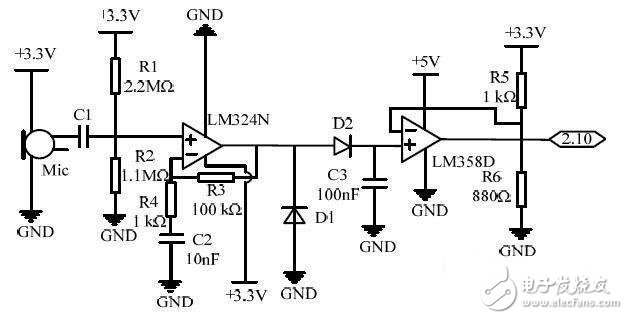 GND
+3.3V
+3.3V
R1
2.2MΩ
C1
Mic
GND
R2
1.1MΩ
GND
LM324N
R3
100 kΩ
R4
1 kΩ
C2
10nF
GND
+3.3V
D1
GND
D2
C3
100nF
GND
+5V
LM358D
GND
+3.3V
R5
1 kΩ
2.10
R6
880Ω
GND
电子发烧友
www.elecfans.com